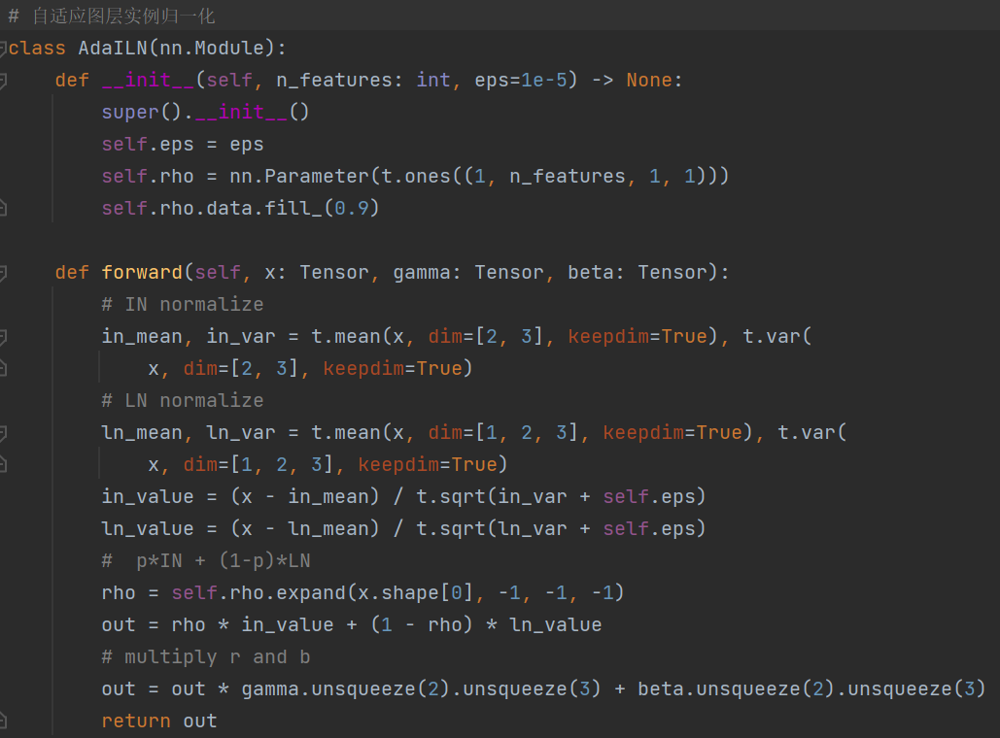 # 自适应图层实例归一化
class AdaILN(nn.Module):
    def __init__(self, n_features: int, eps=1e-5) -> None:
        super().__init__()
        self.eps = eps
        self.rho = nn.Parameter(t.ones((1, n_features, 1, 1)))
        self.rho.data.fill_(0.9)

    def forward(self, x: Tensor, gamma: Tensor, beta: Tensor):
        # IN normalize
        in_mean, in_var = t.mean(x, dim=[2, 3], keepdim=True), t.var(
            x, dim=[2, 3], keepdim=True)
        # LN normalize
        ln_mean, ln_var = t.mean(x, dim=[1, 2, 3], keepdim=True), t.var(
            x, dim=[1, 2, 3], keepdim=True)
        in_value = (x - in_mean) / t.sqrt(in_var + self.eps)
        ln_value = (x - ln_mean) / t.sqrt(ln_var + self.eps)
        #  p*IN + (1-p)*LN
        rho = self.rho.expand(x.shape[0], -1, -1, -1)
        out = rho * in_value + (1 - rho) * ln_value
        # multiply r and b
        out = out * gamma.unsqueeze(2).unsqueeze(3) + beta.unsqueeze(2).unsqueeze(3)
        return out